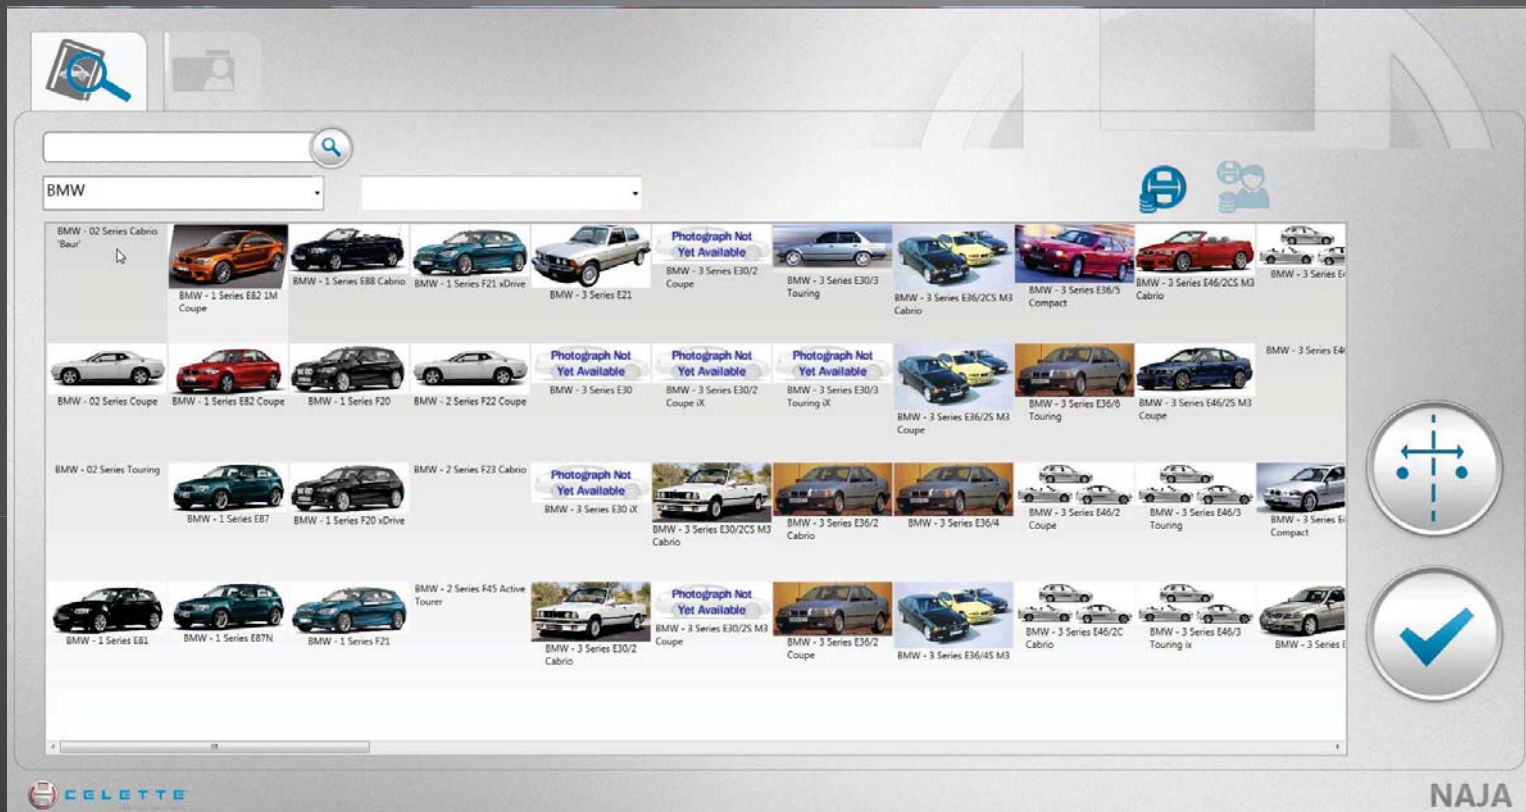 BMW
BMW - 02 Series Cabrio
'Baur'
BMW - 1 Series E82 1M
Coupe
BMW - 1 Series E88 Cabrio
BMW - 1 Series F21 xDrive
BMW - 3 Series E21
Photograph Not
Yet Available
BMW - 3 Series E30/2
Coupe
BMW - 3 Series E30/3
Touring
BMW - 3 Series E36/2CS M3
Cabrio
BMW - 3 Series E36/5
Compact
BMW - 3 Series E46/2CS M3
Cabrio
BMW - 3 Series
BMW - 02 Series Coupe
BMW - 1 Series E82 Coupe
BMW - 1 Series F20
BMW - 2 Series F22 Coupe
Photograph Not
Yet Available
BMW - 3 Series E30
Photograph Not
Yet Available
BMW - 3 Series E30/2
Coupe iX
Photograph Not
Yet Available
BMW - 3 Series E30/3
Touring iX
BMW - 3 Series E36/2S M3
Coupe
BMW - 3 Series E36/6
Touring
BMW - 3 Series E46/2S M3
Coupe
BMW - 3 Series
BMW - 02 Series Touring
BMW - 1 Series E87
BMW - 1 Series F20 xDrive
BMW - 2 Series F23 Cabrio
Photograph Not
Yet Available
BMW - 3 Series E30 iX
BMW - 3 Series E30/2CS M3
Cabrio
BMW - 3 Series E36/2
Cabrio
BMW - 3 Series E36/4
BMW - 3 Series E46/2
Coupe
BMW - 3 Series E46/3
Touring
BMW - 3 Series
Compact
BMW - 1 Series E81
BMW - 1 Series E87N
BMW - 1 Series F21
BMW - 2 Series F45 Active
Tourer
BMW - 3 Series E30/2
Cabrio
Photograph Not
Yet Available
BMW - 3 Series E30/2S M3
Coupe
BMW - 3 Series E36/2
Coupe
BMW - 3 Series E36/4S M3
BMW - 3 Series E46/2C
Cabrio
BMW - 3 Series E46/3
Touring ix
BMW - 3 Series
CELETTE
NAJA